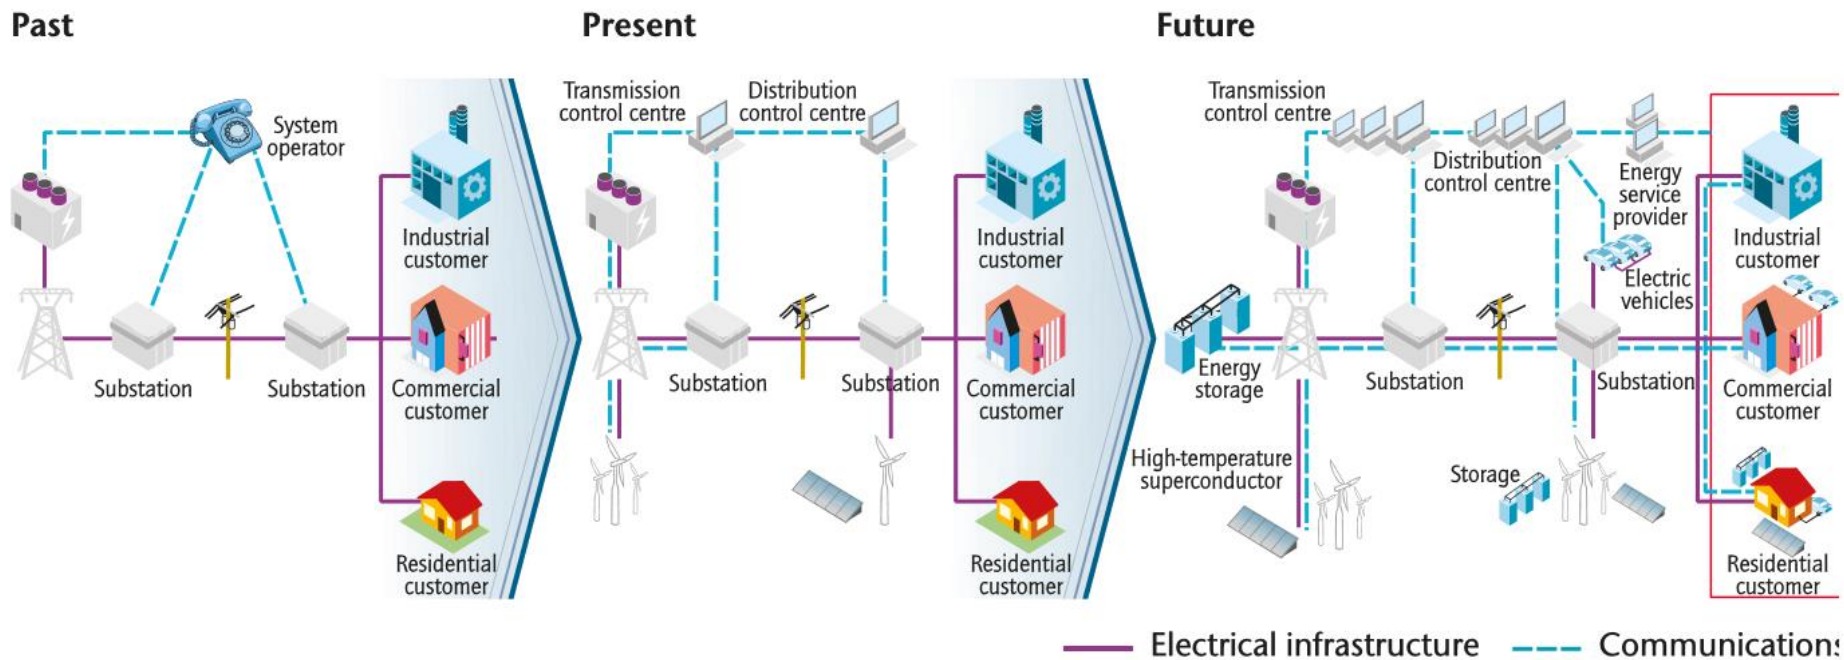 Past
Present
Future
System
operator
Industrial
customer
Substation
Substation
Commercial
customer
Residential
customer
Transmission
control centre
Distribution
control centre
Industrial
customer
Substation
Substation
Commercial
customer
Residential
customer
Transmission
control centre
Distribution
control centre
Energy
service
provider
Industrial
customer
Electric
vehicles
Energy
storage
Substation
Substation
Commercial
customer
High-temperature
superconductor
Storage
Residential
customer
Electrical infrastructure
Communications